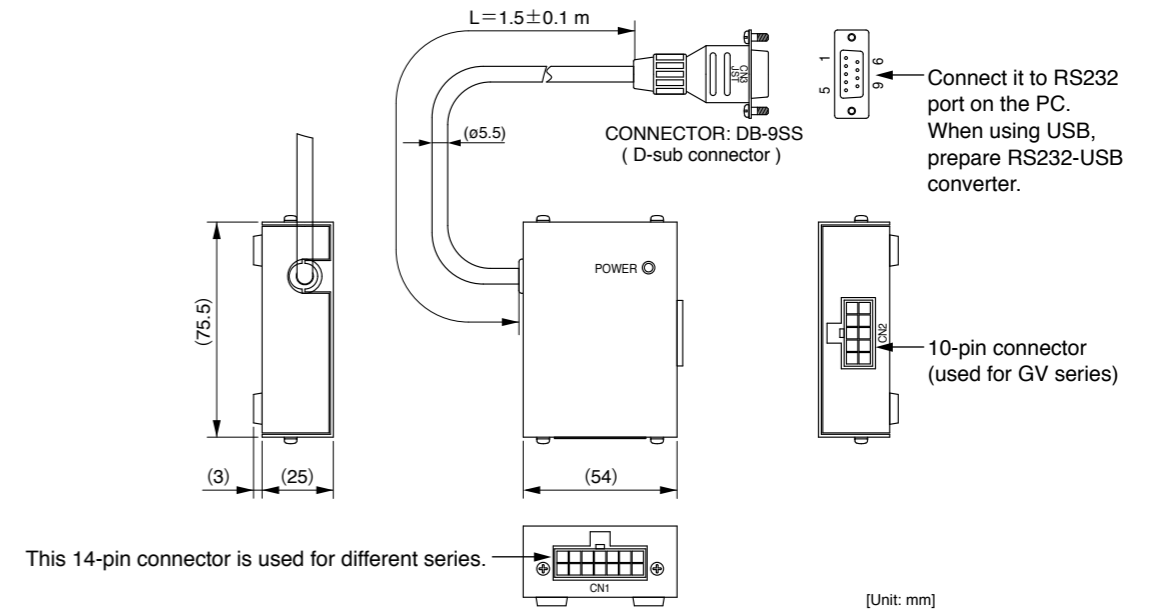 L=1.5±0.1 m
CN3
JST
1
6
5
9
Connect it to RS232
port on the PC.
When using USB,
prepare RS232-USB
converter.
(ø5.5)
CONNECTOR: DB-9SS
( D-sub connector )
POWER
(75.5)
CN2
10-pin connector
(used for GV series)
(3)
(25)
(54)
This 14-pin connector is used for different series.
CN1
[Unit: mm]